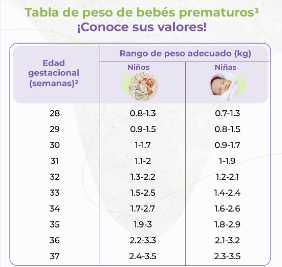 Tabla de peso de bebés prematuros¹
¡Conoce sus valores!
Edad gestacional (semanas)² Rango de peso adecuado (kg)
Niños Niñas
28 0.8-1.3 0.7-1.3
29 0.9-1.5 0.8-1.5
30 1-1.7 0.9-1.7
31 1.1-2 1-1.9
32 1.3-2.2 1.2-2.1
33 1.5-2.5 1.4-2.4
34 1.7-2.7 1.6-2.6
35 1.9-3 1.8-2.9
36 2.2-3.3 2.1-3.2
37 2.4-3.5 2.3-3.5